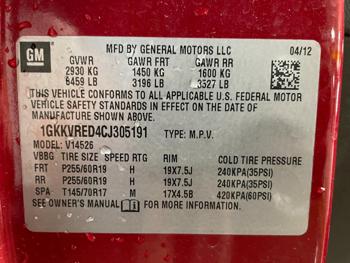 GM
MFD BY GENERAL MOTORS LLC 04/12
GVWR GAWR FRT GAWR RR
2930 KG 1450 KG 1600 KG
6459 LB 3196 LB 3527 LB
THIS VEHICLE CONFORMS TO ALL APPLICABLE U.S. FEDERAL MOTOR
VEHICLE SAFETY STANDARDS IN EFFECT ON THE DATE OF
MANUFACTURE SHOWN ABOVE.
1GKKVRED4CJ305191 TYPE: M.P.V.
MODEL: V14526
VBBG TIRE SIZE SPEED RTG RIM COLD TIRE PRESSURE
FRT P255/60R19 H 19X7.5J 240KPA(35PSI)
RR P255/60R19 H 19X7.5J 240KPA(35PSI)
SPA T145/70R17 M 17X4.5B 420KPA(60PSI)
SEE OWNER'S MANUAL FOR ADDITIONAL INFORMATION.